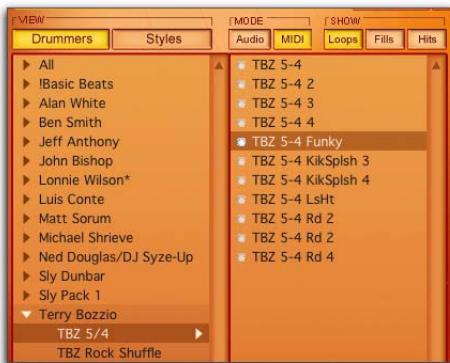 VIEW
Drummers
Styles
MODE
Audio
MIDI
SHOW
Loops
Fills
Hits
All
!Basic Beats
Alan White
Ben Smith
Jeff Anthony
John Bishop
Lonnie Wilson*
Luis Conte
Matt Sorum
Michael Shrieve
Ned Douglas/DJ Syze-Up
Sly Dunbar
Sly Pack 1
Terry Bozzio
TBZ 5/4
TBZ Rock Shuffle
TBZ 5-4
TBZ 5-4 2
TBZ 5-4 3
TBZ 5-4 4
TBZ 5-4 Funky
TBZ 5-4 KikSplsh 3
TBZ 5-4 KikSplsh 4
TBZ 5-4 LsHt
TBZ 5-4 Rd 2
TBZ 5-4 Rd 2
TBZ 5-4 Rd 4